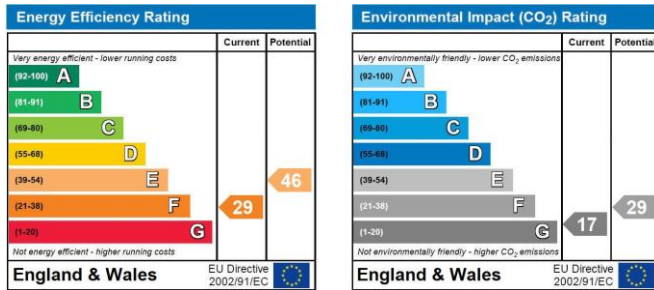 Energy Efficiency Rating
Current Potential
Very energy efficient - lower running costs
(92-100) A
(81-91) B
(69-80) C
(55-68) D
(39-54) E
46
(21-38) F
29
(1-20) G
Not energy efficient - higher running costs
England & Wales
EU Directive
2002/91/EC
Environmental Impact (CO₂) Rating
Current Potential
Very environmentally friendly - lower CO₂ emissions
(92-100) A
(81-91) B
(69-80) C
(55-68) D
(39-54) E
(21-38) F
29
(1-20) G
17
Not environmentally friendly - higher CO₂ emissions
England & Wales
EU Directive
2002/91/EC